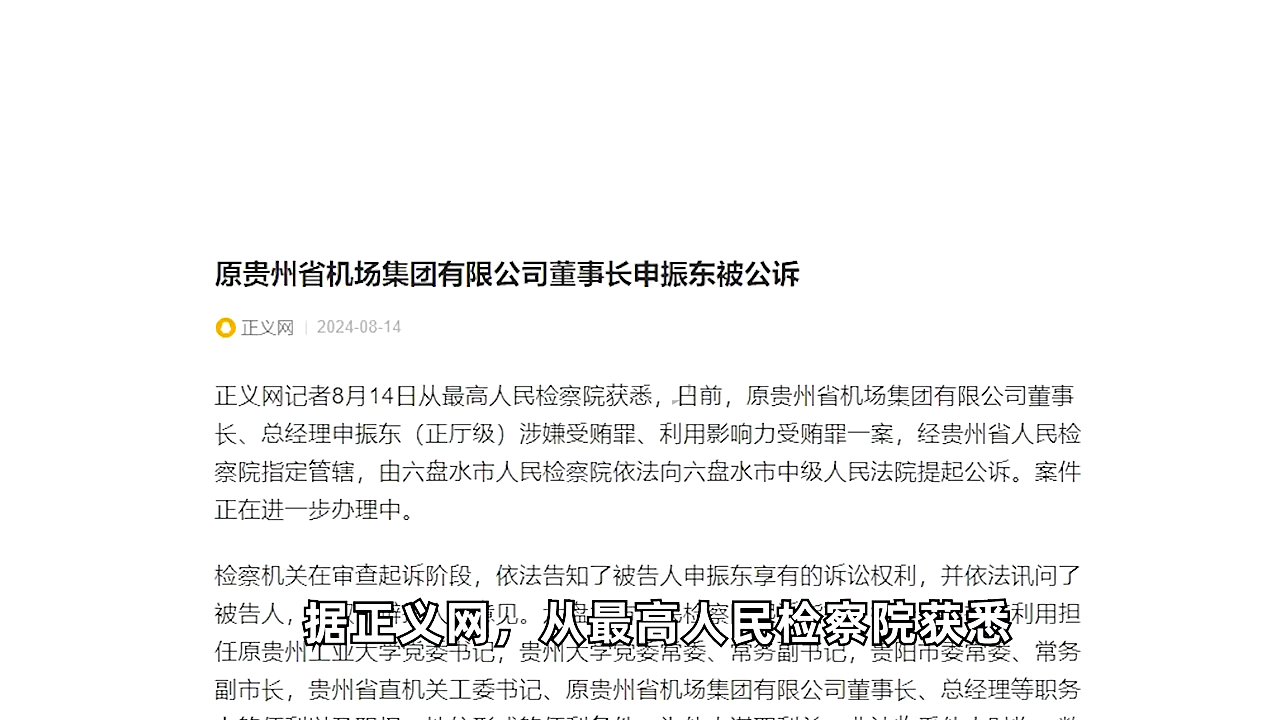 原贵州省机场集团有限公司董事长申振东被公诉
正义网 | 2024-08-14
正义网记者8月14日从最高人民检察院获悉，日前，原贵州省机场集团有限公司董事
长、总经理申振东（正厅级）涉嫌受贿罪、利用影响力受贿罪一案，经贵州省人民检
察院指定管辖，由六盘水市人民检察院依法向六盘水市中级人民法院提起公诉。案件
正在进一步办理中。
检察机关在审查起诉阶段，依法告知了被告人申振东享有的诉讼权利，并依法讯问了
被告人，意见。检察利用担
据正义网，从最高人民检察院获悉
任原贵州工业大学党委书记，贵州大学党委常委、常务副书记，贵阳市委常委、常务
副市长，贵州省直机关工委书记、原贵州省机场集团有限公司董事长、总经理等职务